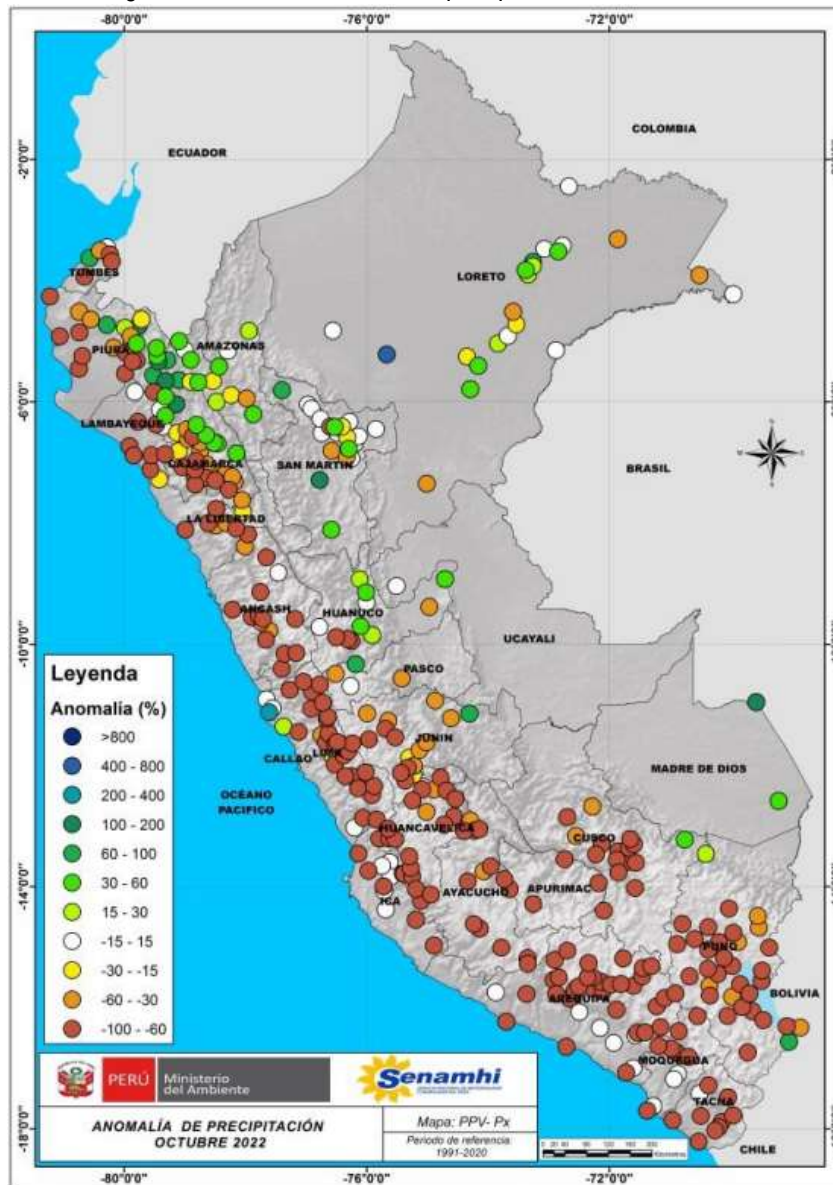 -80°0'0"
-76°0'0"
-72°0'0"
COLOMBIA
ECUADOR
-2°0'0"
LORETO
TUMBES
PIURA
AMAZONAS
-6°0'0"
LAMBAYEQUE
CAJAMARCA
SAN MARTIN
BRASIL
LA LIBERTAD
ANCASH
HUANUCO
-10°0'0"
UCAYALI
PASCO
JUNIN
LIMA
CALLAO
MADRE DE DIOS
OCÉANO
PACIFICO
HUANCAVELICA
CUSCO
-14°0'0"
ICA
AYACUCHO
APURIMAC
PUNO
BOLIVIA
AREQUIPA
MOQUEGUA
TACNA
-18°0'0"
CHILE
Leyenda
Anomalía (%)
>800
400 - 800
200 - 400
100 - 200
60 - 100
30 - 60
15 - 30
-15 - 15
-30 - -15
-60 - -30
-100 - -60
PERÚ Ministerio del Ambiente
Senamhi
ANOMALÍA DE PRECIPITACIÓN
OCTUBRE 2022
Mapa: PPV- Px
Periodo de referencia:
1991-2020
Kilometros
-80°0'0"
-76°0'0"
-72°0'0"